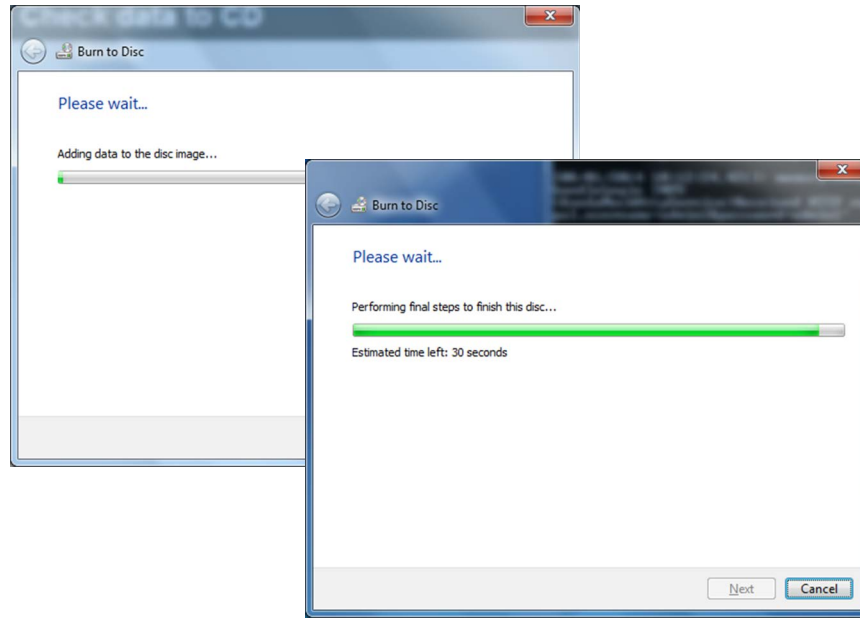 Check data to CD
Burn to Disc
Please wait...
Adding data to the disc image...
Burn to Disc
Please wait...
Performing final steps to finish this disc...
Estimated time left: 30 seconds
Next
Cancel